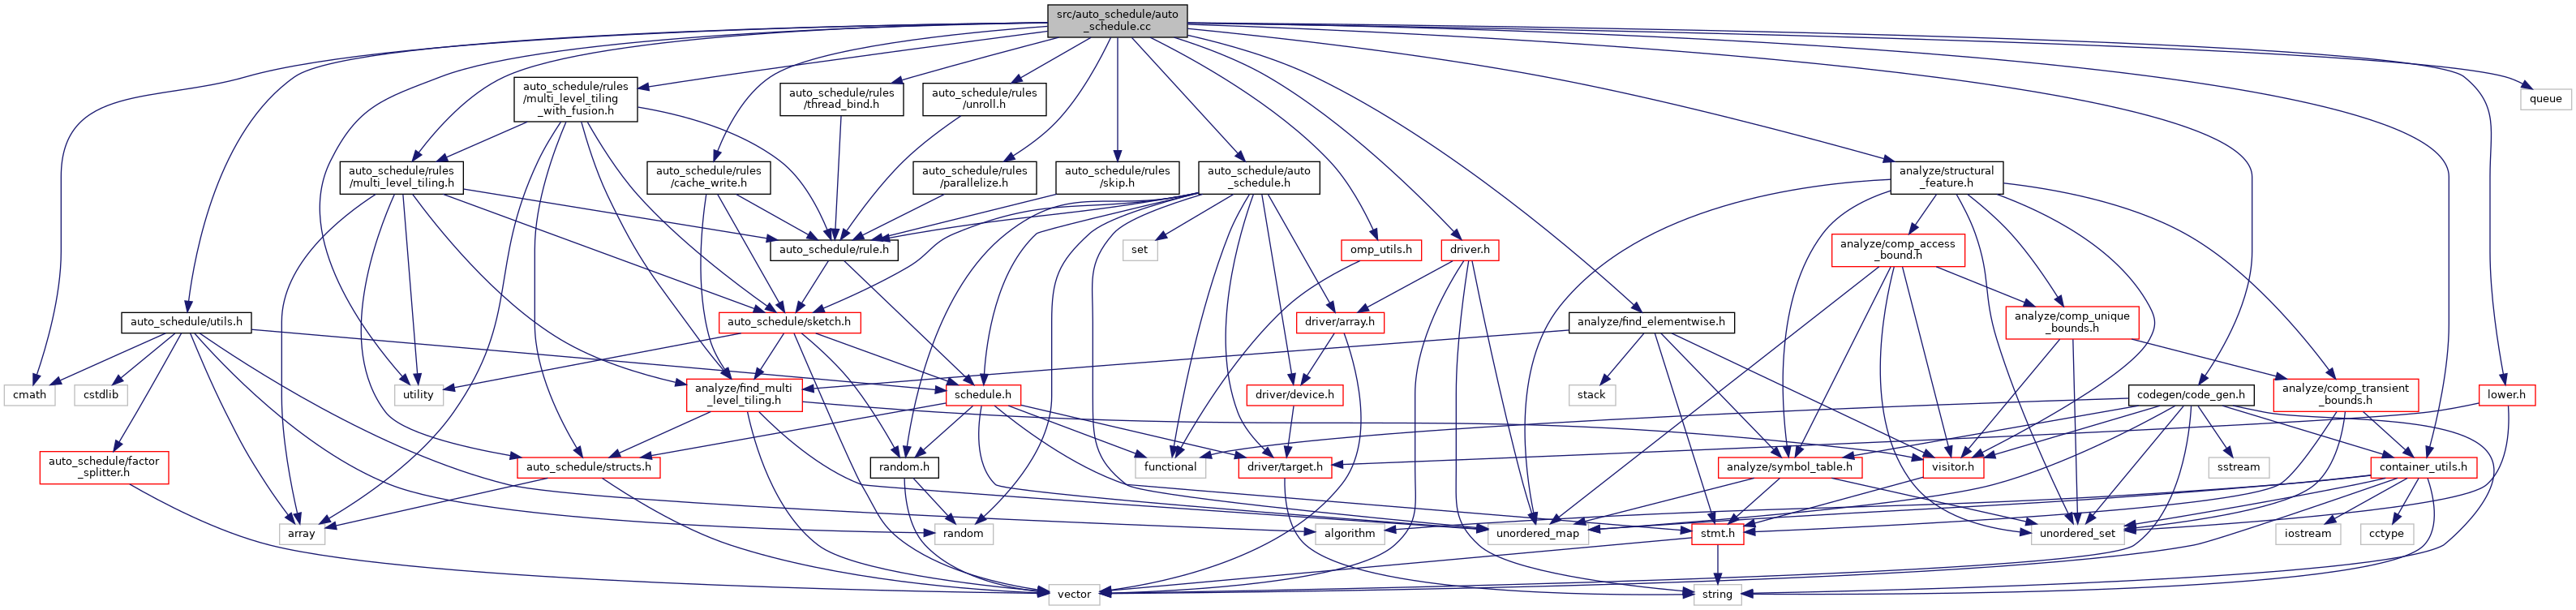 src/auto_schedule/auto
_schedule.cc
queue
auto_schedule/rules
/multi_level_tiling
_with_fusion.h
auto_schedule/rules
/thread_bind.h
auto_schedule/rules
/unroll.h
auto_schedule/rules
/multi_level_tiling.h
auto_schedule/rules
/cache_write.h
auto_schedule/rules
/parallelize.h
auto_schedule/rules
/skip.h
auto_schedule/auto
_schedule.h
analyze/structural
_feature.h
auto_schedule/rule.h
set
omp_utils.h
driver.h
analyze/comp_access
_bound.h
auto_schedule/utils.h
auto_schedule/sketch.h
driver/array.h
analyze/find_elementwise.h
analyze/comp_unique
_bounds.h
cmath
cstdlib
utility
analyze/find_multi
_level_tiling.h
schedule.h
driver/device.h
stack
codegen/code_gen.h
analyze/comp_transient
_bounds.h
lower.h
auto_schedule/factor
_splitter.h
auto_schedule/structs.h
random.h
functional
driver/target.h
analyze/symbol_table.h
visitor.h
sstream
container_utils.h
array
random
algorithm
unordered_map
stmt.h
unordered_set
iostream
cctype
vector
string